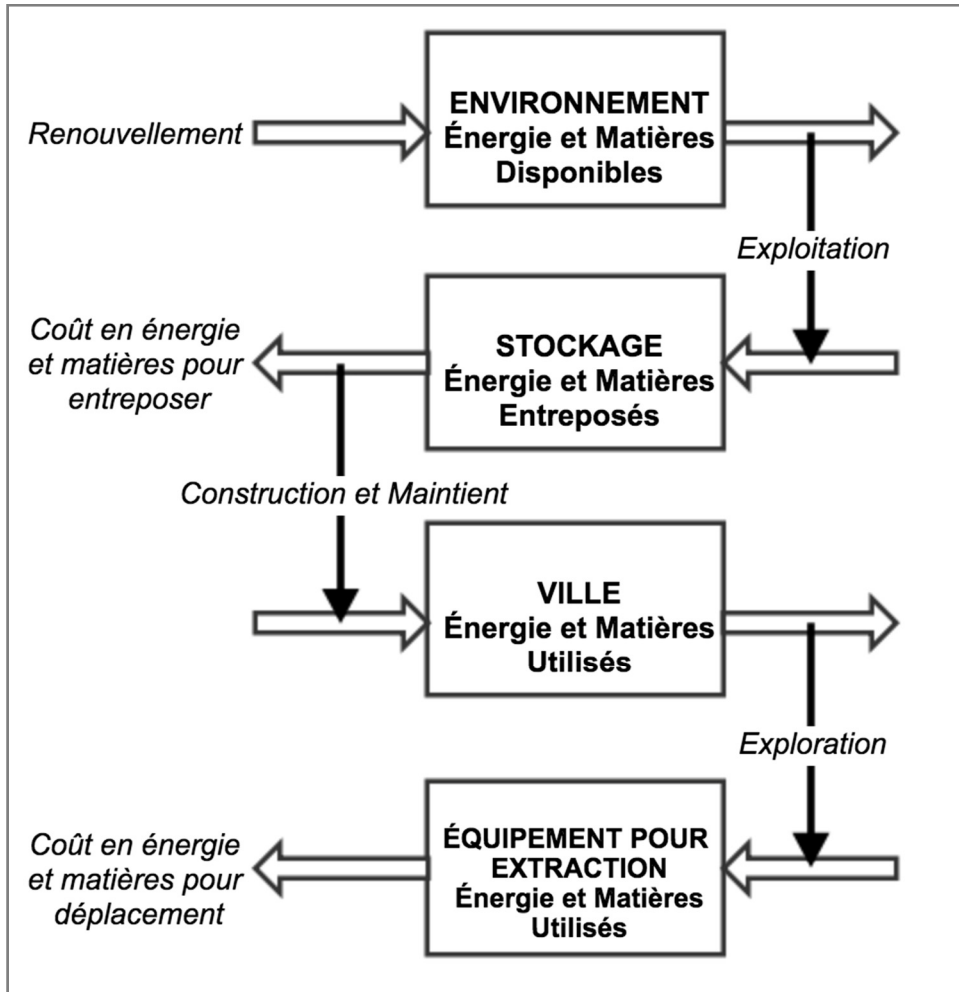 Renouvellement
ENVIRONNEMENT
Énergie et Matières
Disponibles
Exploitation
Coût en énergie
et matières pour
entreposer
STOCKAGE
Énergie et Matières
Entreposés
Construction et Maintient
VILLE
Énergie et Matières
Utilisés
Exploration
Coût en énergie
et matières pour
déplacement
ÉQUIPEMENT POUR
EXTRACTION
Énergie et Matières
Utilisés